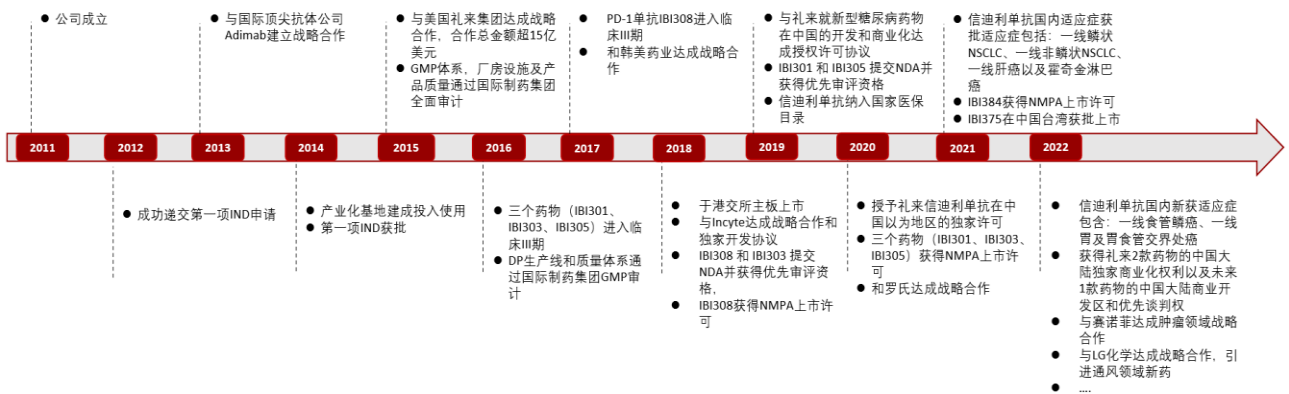 ● 公司成立
● 与国际顶尖抗体公司
Adimab建立战略合作
● 与美国礼来集团达成战略
合作，合作总金额超15亿
美元
● GMP体系，厂房设施及产
品质量通过国际制药集团
全面审计
● PD-1单抗IBI308进入临
床III期
● 和韩美药业达成战略合
作
● 与礼来就新型糖尿病药物
在中国的开发和商业化达
成授权许可协议
● IBI301 和 IBI305 提交NDA并
获得优先审评资格
● 信迪利单抗纳入国家医保
目录
● 信迪利单抗国内适应症获
批适应症包括：一线鳞状
NSCLC、一线非鳞状NSCLC、
一线肝癌以及霍奇金淋巴
癌
● IBI384获得NMPA上市许可
● IBI375在中国台湾获批上市
2011 2012 2013 2014 2015 2016 2017 2018 2019 2020 2021 2022
● 成功递交第一项IND申请
● 产业化基地建成投入使用
● 第一项IND获批
● 三个药物（IBI301、
IBI303、IBI305）进入临
床III期
● DP生产线和质量体系通
过国际制药集团GMP审
计
● 于港交所主板上市
● 与Incyte达成战略合作和
独家开发协议
● IBI308 和 IBI303 提交
NDA并获得优先审评资
格，
● IBI308获得NMPA上市许
可
● 授予礼来信迪利单抗在中
国以为地区的独家许可
● 三个药物（IBI301、IBI303、
IBI305）获得NMPA上市许
可
● 和罗氏达成战略合作
● 信迪利单抗国内新获适应症
包含：一线食管鳞癌、一线
胃及胃食管交界处癌
● 获得礼来2款药物的中国大
陆独家商业化权利以及未来
1款药物的中国大陆商业开
发区和优先谈判权
● 与赛诺菲达成肿瘤领域战略
合作
● 与LG化学达成战略合作，引
进通风领域新药
● ....